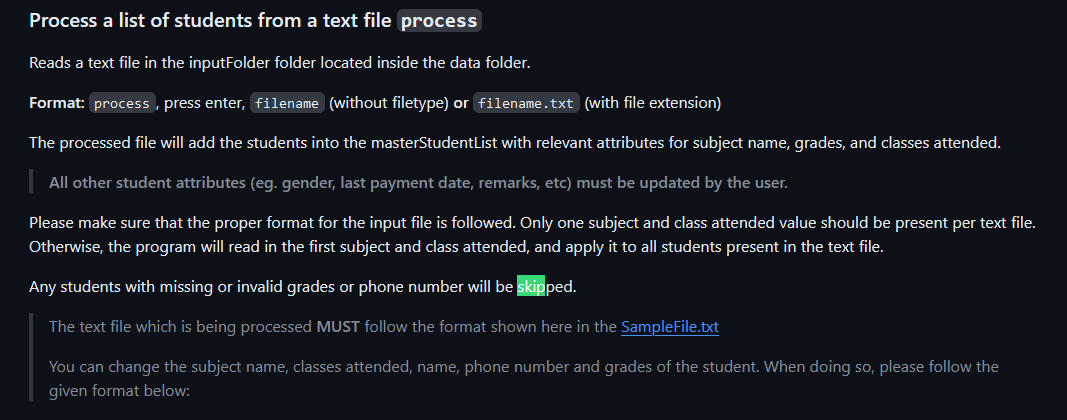 Process a list of students from a text file process
Reads a text file in the inputFolder folder located inside the data folder.
Format: process, press enter, filename (without filetype) or filename.txt (with file extension)
The processed file will add the students into the masterStudentList with relevant attributes for subject name, grades, and classes attended.
All other student attributes (eg. gender, last payment date, remarks, etc) must be updated by the user.
Please make sure that the proper format for the input file is followed. Only one subject and class attended value should be present per text file.
Otherwise, the program will read in the first subject and class attended, and apply it to all students present in the text file.
Any students with missing or invalid grades or phone number will be skipped.
The text file which is being processed MUST follow the format shown here in the SampleFile.txt
You can change the subject name, classes attended, name, phone number and grades of the student. When doing so, please follow the
given format below: